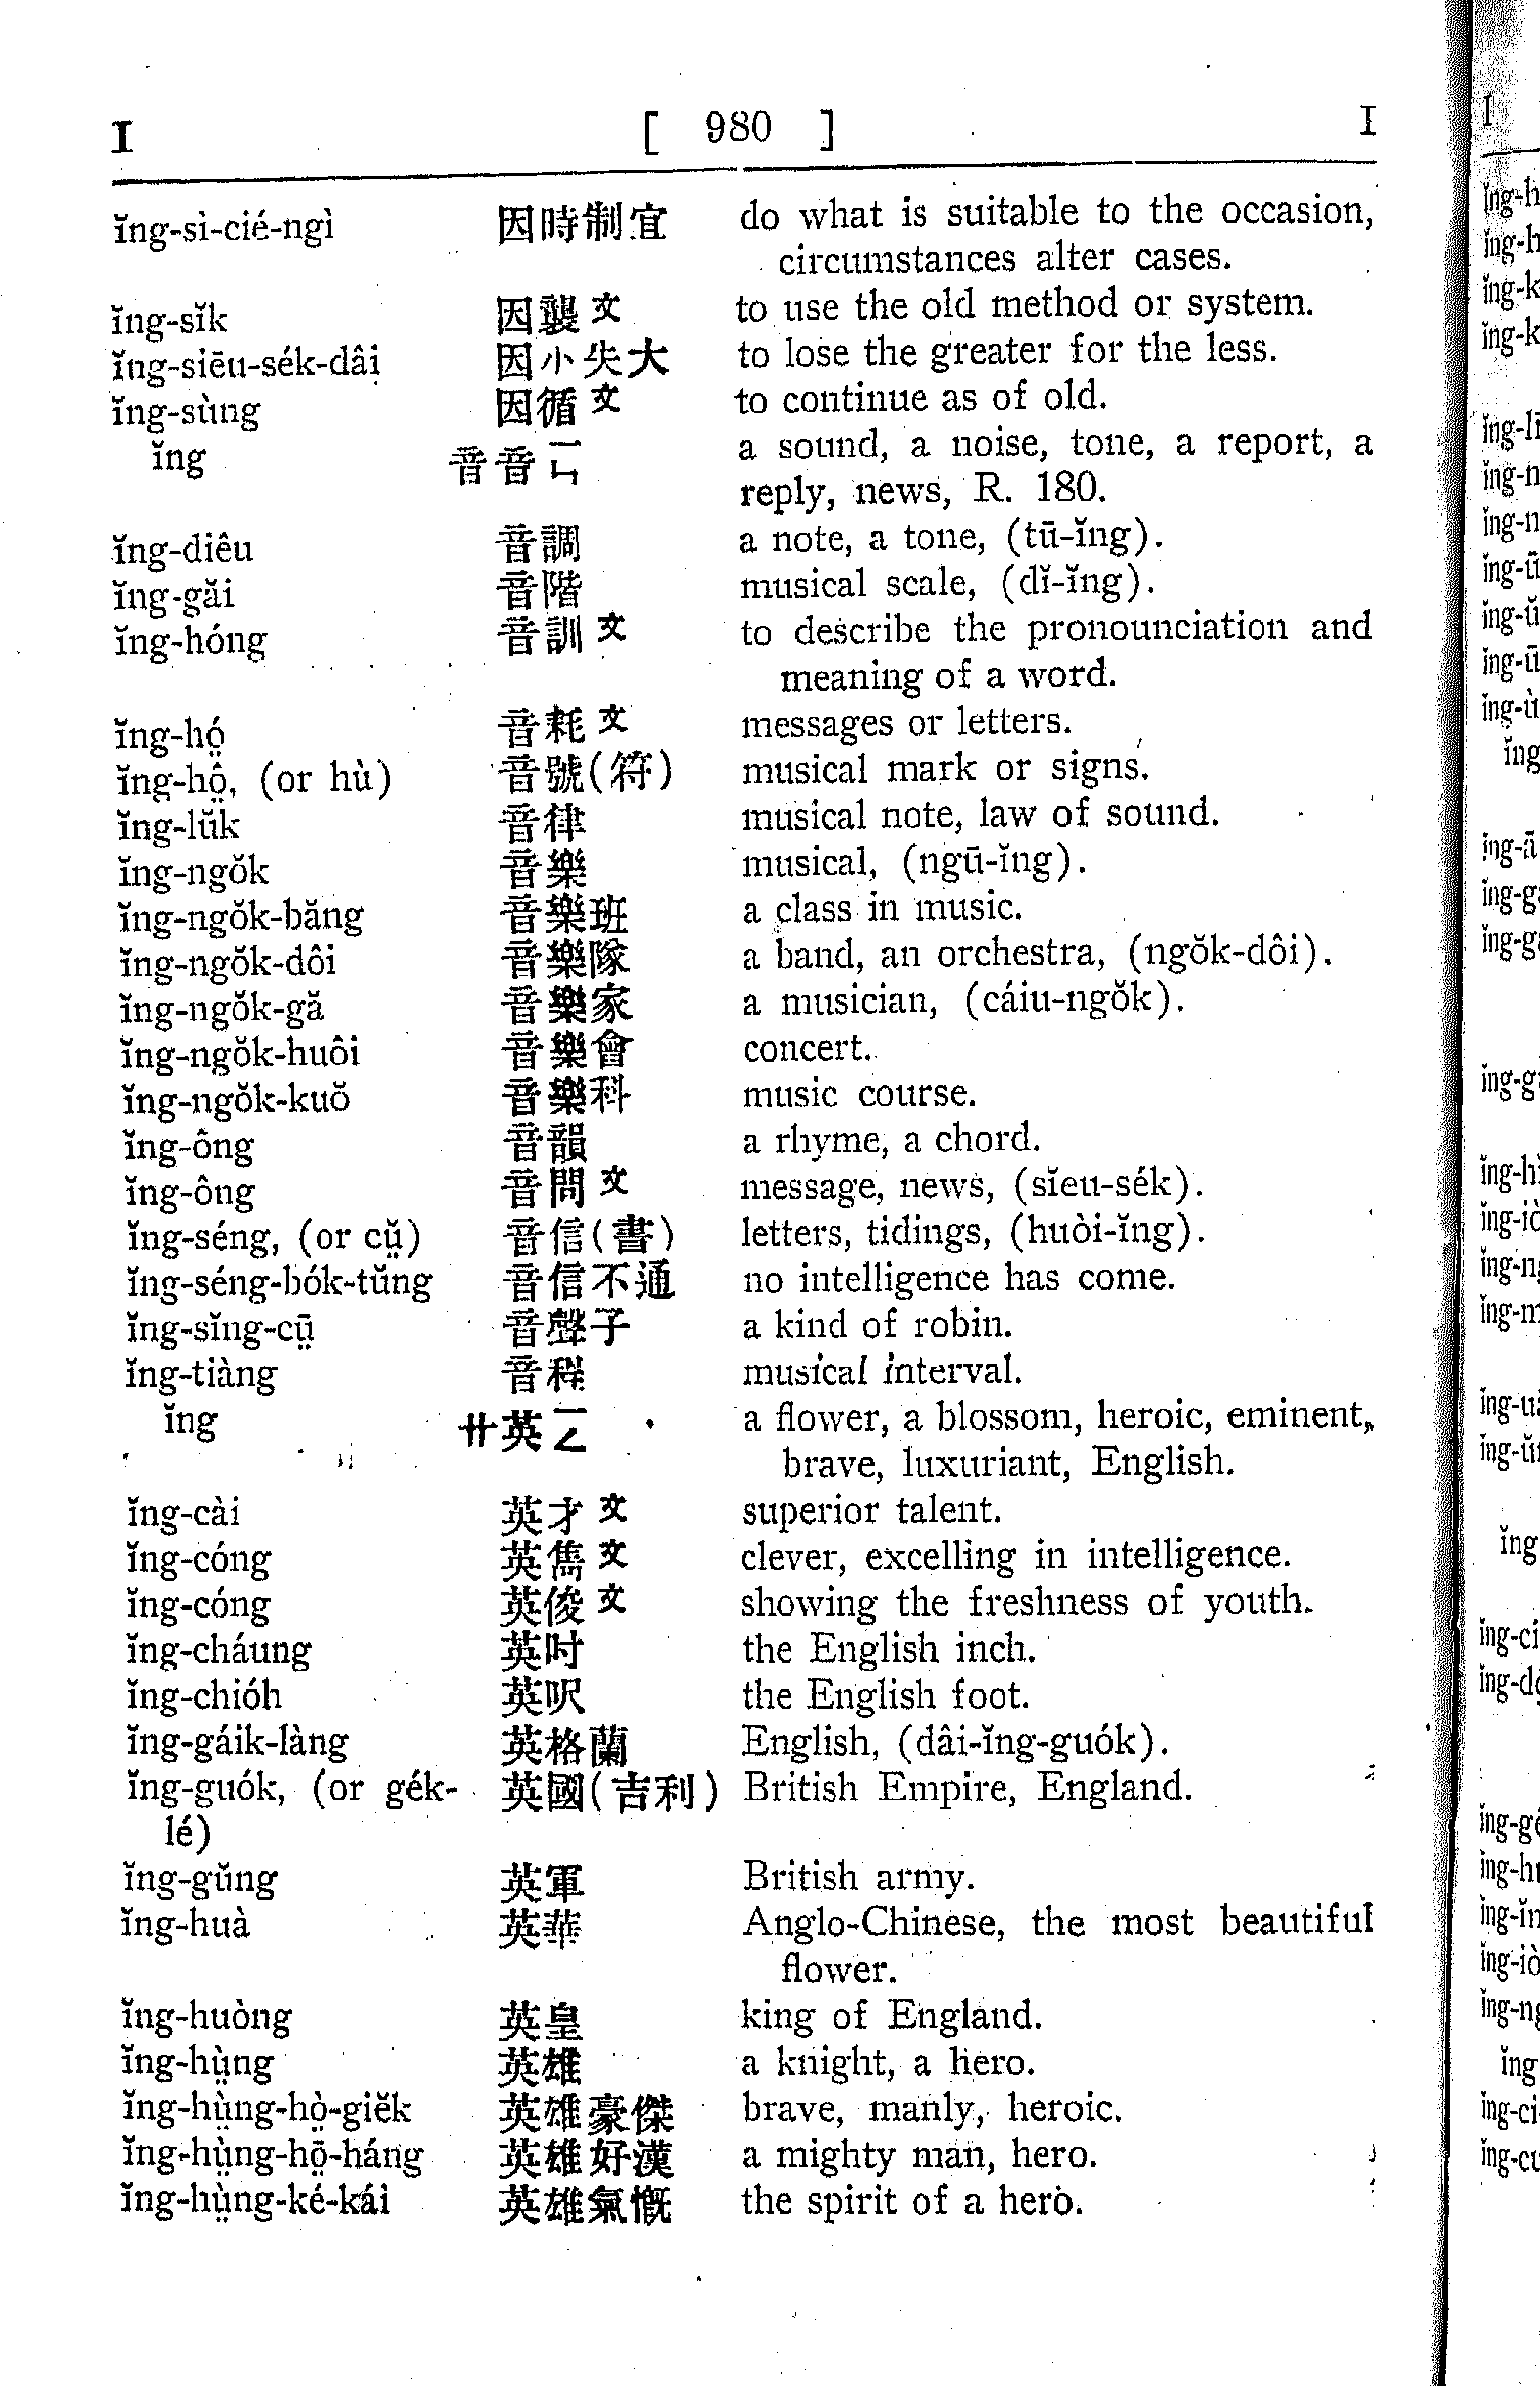 I [ 980 ] I
ĭng-sì-cié-ngì 因時制宜 do what is suitable to the occasion,
circumstances alter cases.
ĭng-sĭk 因襲文 to use the old method or system.
ĭng-siēu-sék-dâi 因小失大 to lose the greater for the less.
ĭng-sùng 因循文 to continue as of old.
ĭng 音音 a sound, a noise, tone, a report, a
reply, news, R. 180.
ĭng-diêu 音調 a note, a tone, (tū-ĭng).
ĭng-găi 音階 musical scale, (dĭ-ĭng).
ĭng-hóng 音訓文 to describe the pronounciation and
meaning of a word.
ĭng-hó̤ 音耗文 messages or letters.
ĭng-hô̤, (or hù) 音號(符) musical mark or signs.
ĭng-lŭk 音律 musical note, law of sound.
ĭng-ngŏk 音樂 musical, (ngū-ĭng).
ĭng-ngŏk-băng 音樂班 a class in music.
ĭng-ngŏk-dôi 音樂隊 a band, an orchestra, (ngŏk-dôi).
ĭng-ngŏk-gă 音樂家 a musician, (cáiu-ngŏk).
ĭng-ngŏk-huôi 音樂會 concert.
ĭng-ngŏk-kuŏ 音樂科 music course.
ĭng-ông 音韻 a rhyme, a chord.
ĭng-ông 音問文 message, news, (sĭeu-sék).
ĭng-séng, (or cṳ̆) 音信(書) letters, tidings, (huòi-ĭng).
ĭng-séng-bók-tŭng 音信不通 no intelligence has come.
ĭng-sĭng-cṳ̄ 音聲子 a kind of robin.
ĭng-tiàng 音程 musical interval.
ĭng 艹英 a flower, a blossom, heroic, eminent,
brave, luxuriant, English.
ĭng-cài 英才文 superior talent.
ĭng-cóng 英雋文 clever, excelling in intelligence.
ĭng-cóng 英俊文 showing the freshness of youth.
ĭng-cháung 英吋 the English inch.
ĭng-chióh 英呎 the English foot.
ĭng-gáik-làng 英格蘭 English, (dâi-ĭng-guók).
ĭng-guók, (or gék- 英國(吉利) British Empire, England.
lé)
ĭng-gŭng 英軍 British army.
ĭng-huà 英華 Anglo-Chinese, the most beautiful
flower.
ĭng-huòng 英皇 king of England.
ĭng-hṳ̀ng 英雄 a knight, a hero.
ĭng-hṳ̀ng-hò̤-giĕk 英雄豪傑 brave, manly, heroic.
ĭng-hṳ̀ng-hō̤-háng 英雄好漢 a mighty man, hero.
ĭng-hṳ̀ng-ké-kái 英雄氣慨 the spirit of a hero.